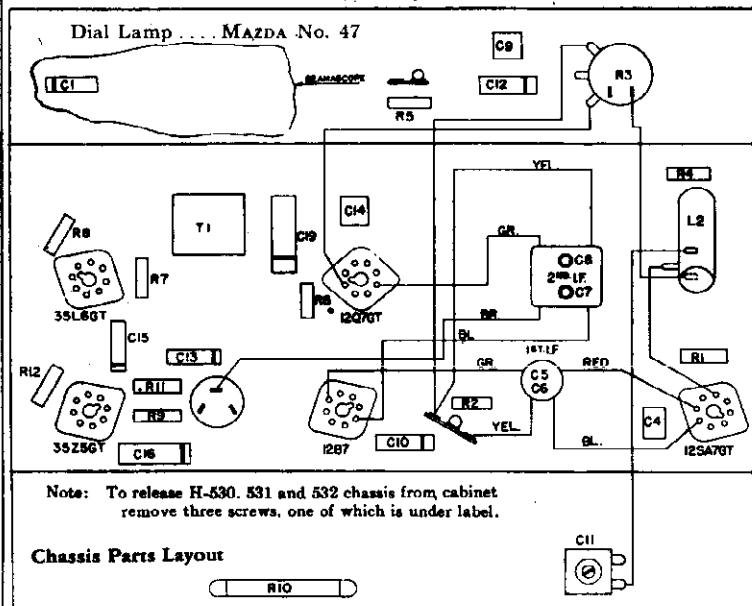 Dial Lamp .... MAZDA No. 47
C9
C1
BEAMASCOPE
C12
R3
R5
YEL.
R4
R8
T1
C19
C14
GR.
L2
C8
2ND I.F.
C7
R7
R6
35L6GT
12Q7GT
BR.
C15
BL.
C13
1ST. I.F.
R12
GR.
C5
RED
R1
C6
R11
R9
R2
C4
35Z5GT
YEL.
C16
12B7
C10
BL.
12SA7GT
Note: To release H-530. 531 and 532 chassis from cabinet
remove three screws, one of which is under label.
Chassis Parts Layout
C11
R10